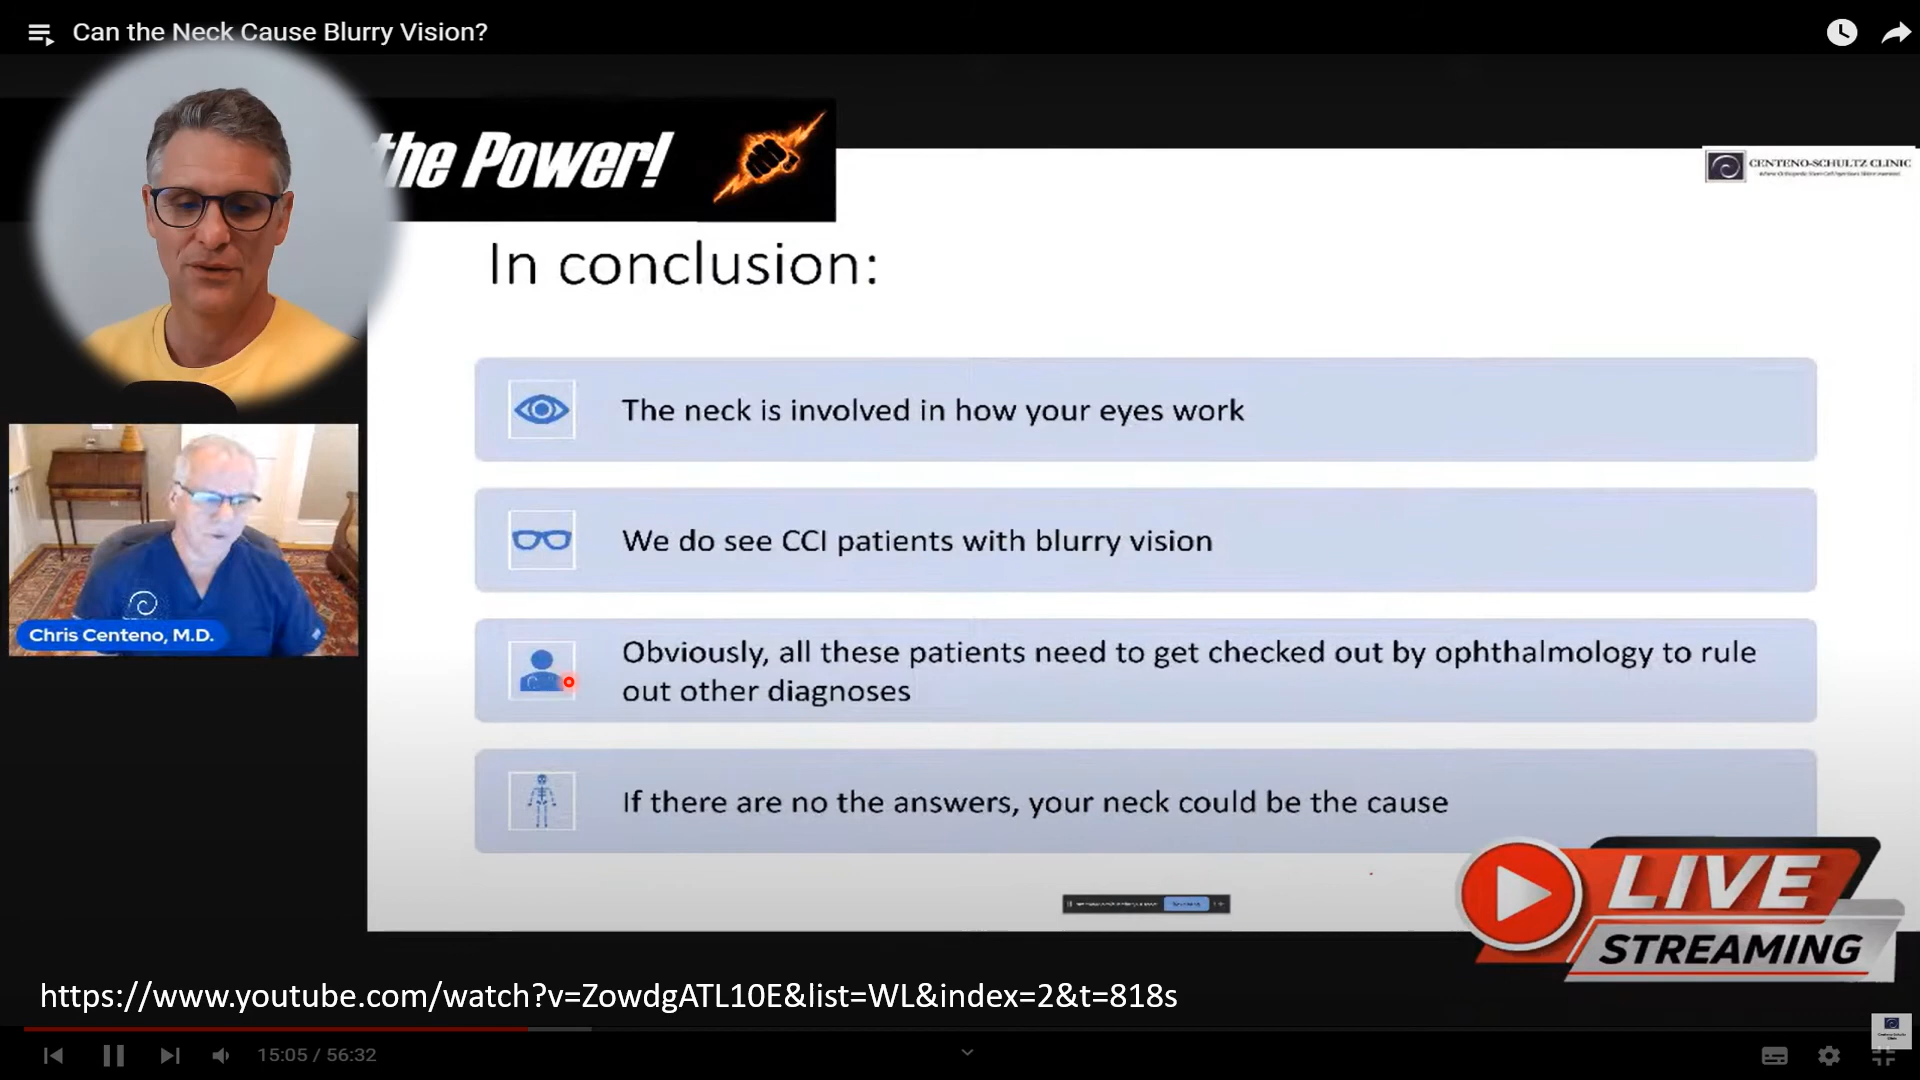 Can the Neck Cause Blurry Vision?
the Power!
CENTENO-SCHULTZ CLINIC
In conclusion:
The neck is involved in how your eyes work
We do see CCI patients with blurry vision
Obviously, all these patients need to get checked out by ophthalmology to rule
out other diagnoses
If there are no the answers, your neck could be the cause
Chris Centeno, M.D.
LIVE
STREAMING
https://www.youtube.com/watch?v=ZowdgATL10E&list=WL&index=2&t=818s
15:05 / 56:32